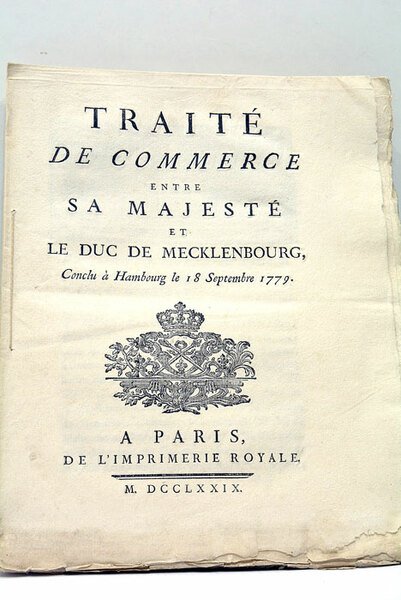 TRAITÉ
DE COMMERCE
ENTRE
SA MAJESTÉ
ET
LE DUC DE MECKLENBOURG,
Conclu à Hambourg le 18 Septembre 1779.
A PARIS,
DE L'IMPRIMERIE ROYALE.
M. DCCLXXIX.